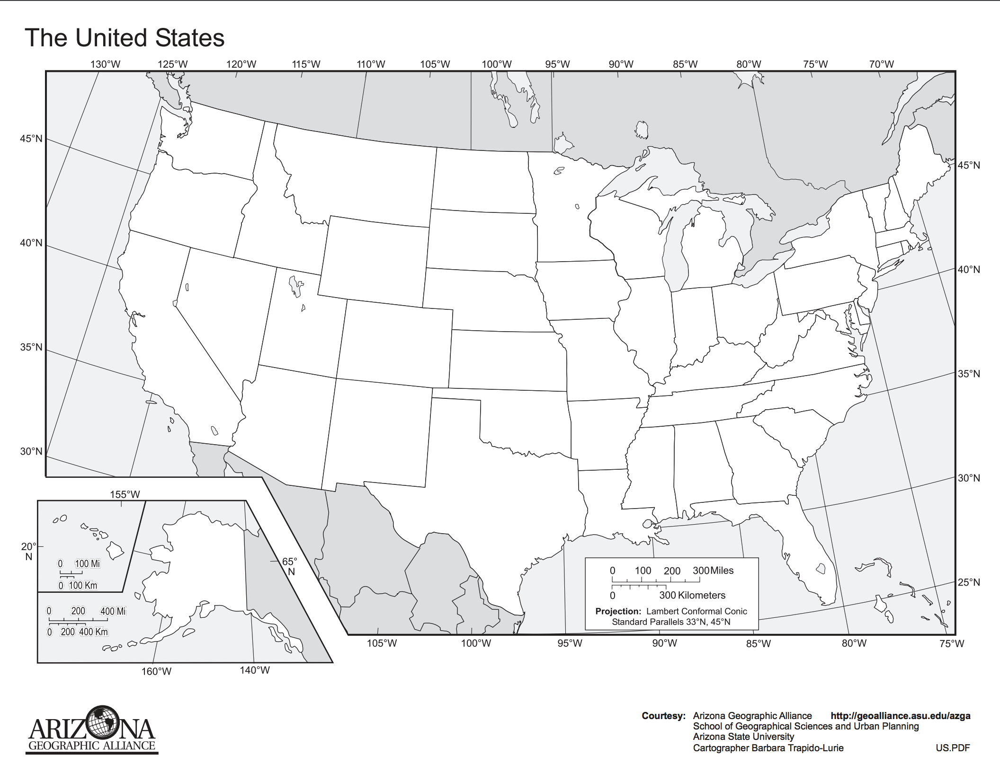 The United States
130°W 125°W 120°W 115°W 110°W 105°W 100°W 95°W 90°W 85°W 80°W 75°W 70°W
45°N
45°N
40°N
40°N
35°N
35°N
30°N
30°N
155°W
20°
N
65°
N
0 100 Mi
0 100 Km
0 200 400 Mi
0 200 400 Km
0 100 200 300 Miles
0 300 Kilometers
Projection: Lambert Conformal Conic
Standard Parallels 33°N, 45°N
25°N
105°W 100°W 95°W 90°W 85°W 80°W 75°W
160°W 140°W
ARIZONA
GEOGRAPHIC ALLIANCE
Courtesy: Arizona Geographic Alliance http://geoalliance.asu.edu/azga
School of Geographical Sciences and Urban Planning
Arizona State University
Cartographer Barbara Trapido-Lurie US.PDF